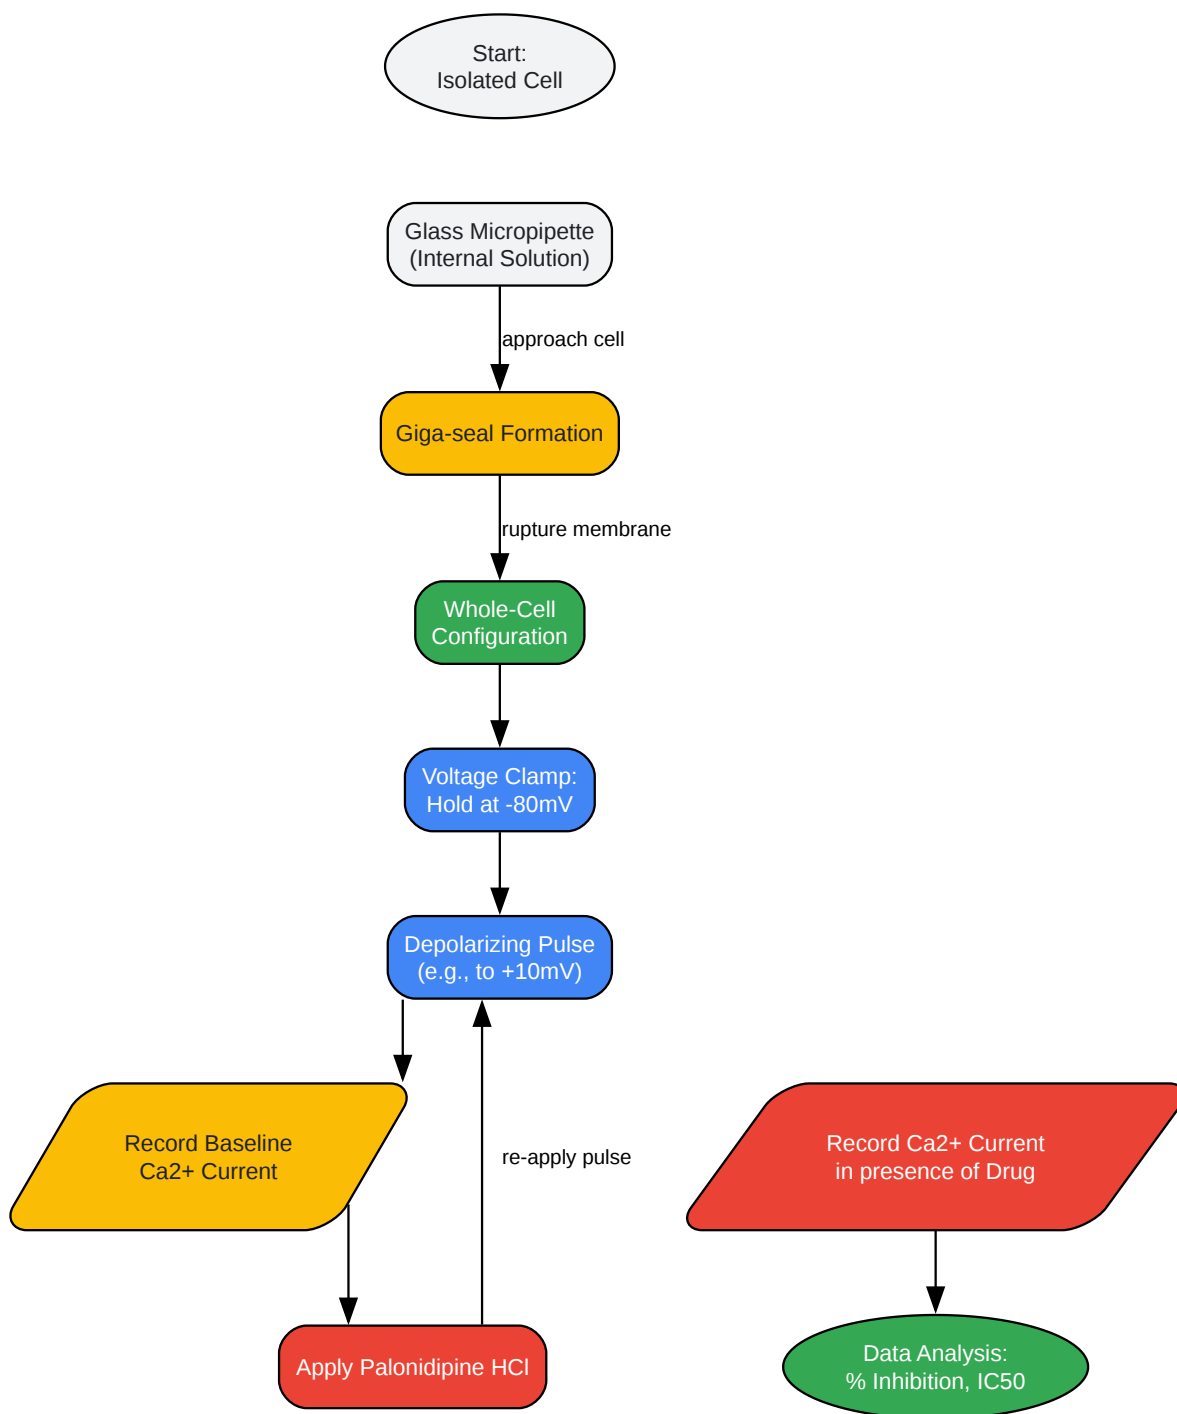 Start:
Isolated Cell
Glass Micropipette
(Internal Solution)
approach cell
Giga-seal Formation
rupture membrane
Whole-Cell
Configuration
Voltage Clamp:
Hold at -80mV
Depolarizing Pulse
(e.g., to +10mV)
Record Baseline
Ca2+ Current
re-apply pulse
Record Ca2+ Current
in presence of Drug
Apply Palonidipine HCl
Data Analysis:
% Inhibition, IC50